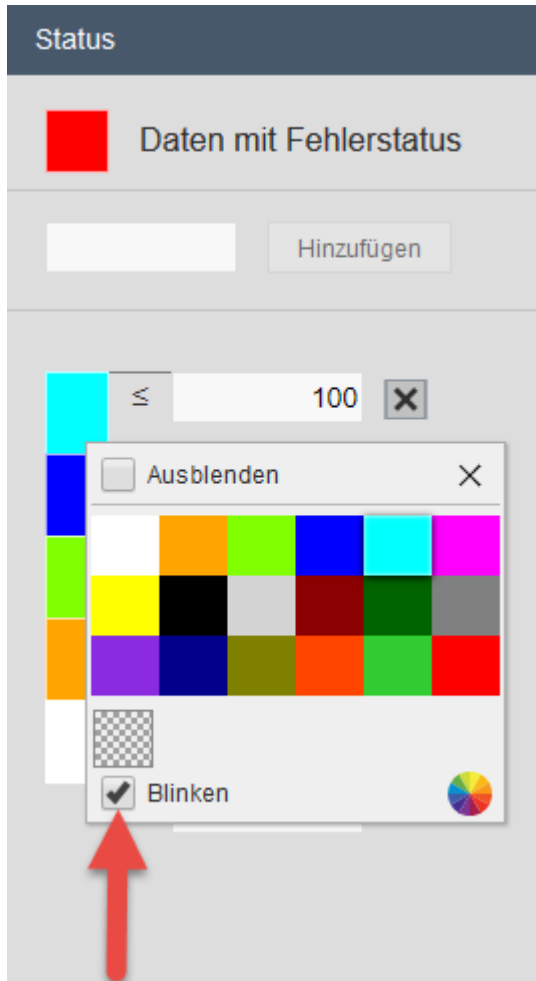 Status
Daten mit Fehlerstatus
Hinzufügen
≤ 100
Ausblenden
Blinken